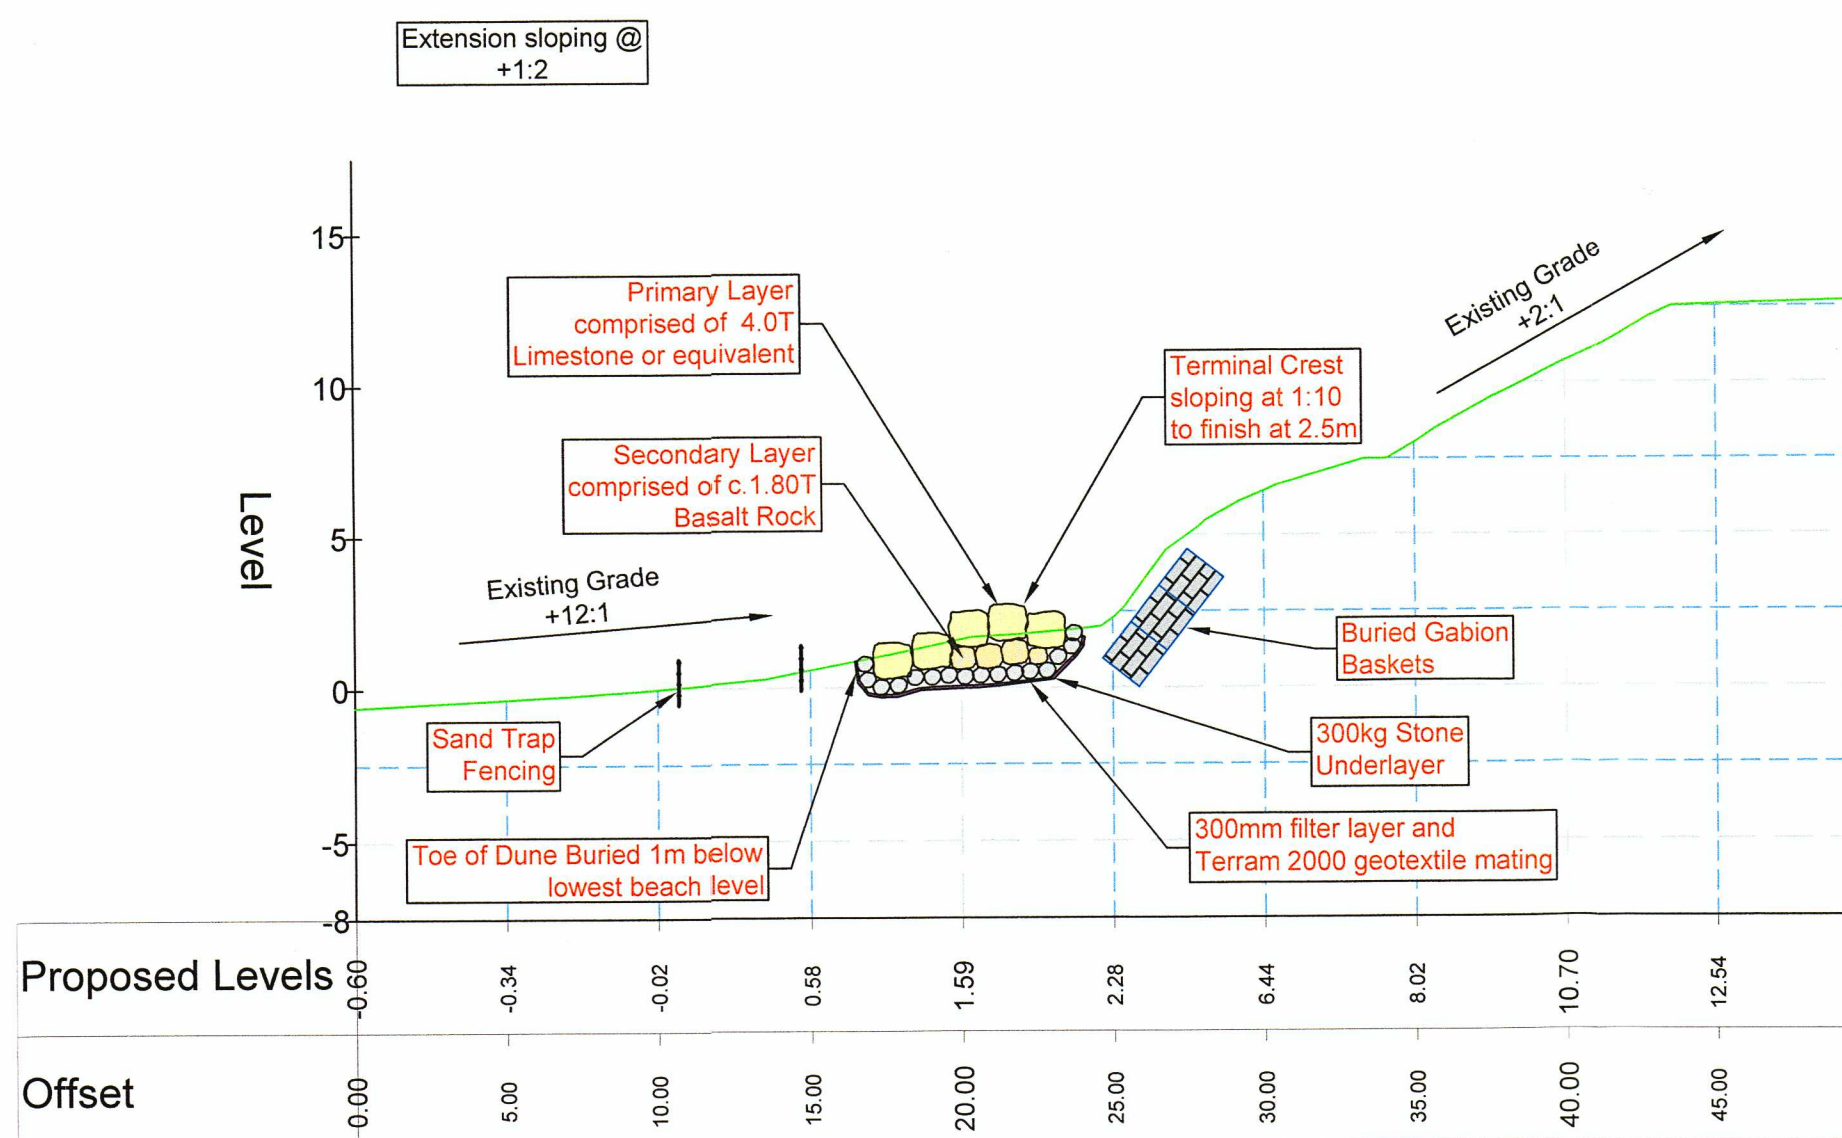 Extension sloping @
+1:2
15
10
5
0
-5
-8
Level
Primary Layer
comprised of 4.0T
Limestone or equivalent
Secondary Layer
comprised of c.1.80T
Basalt Rock
Existing Grade
+12:1
Existing Grade
+2:1
Terminal Crest
sloping at 1:10
to finish at 2.5m
Buried Gabion
Baskets
Sand Trap
Fencing
300kg Stone
Underlayer
Toe of Dune Buried 1m below
lowest beach level
300mm filter layer and
Terram 2000 geotextile mating
Proposed Levels -0.60 -0.34 -0.02 0.58 1.59 2.28 6.44 8.02 10.70 12.54
Offset 0.00 5.00 10.00 15.00 20.00 25.00 30.00 35.00 40.00 45.00